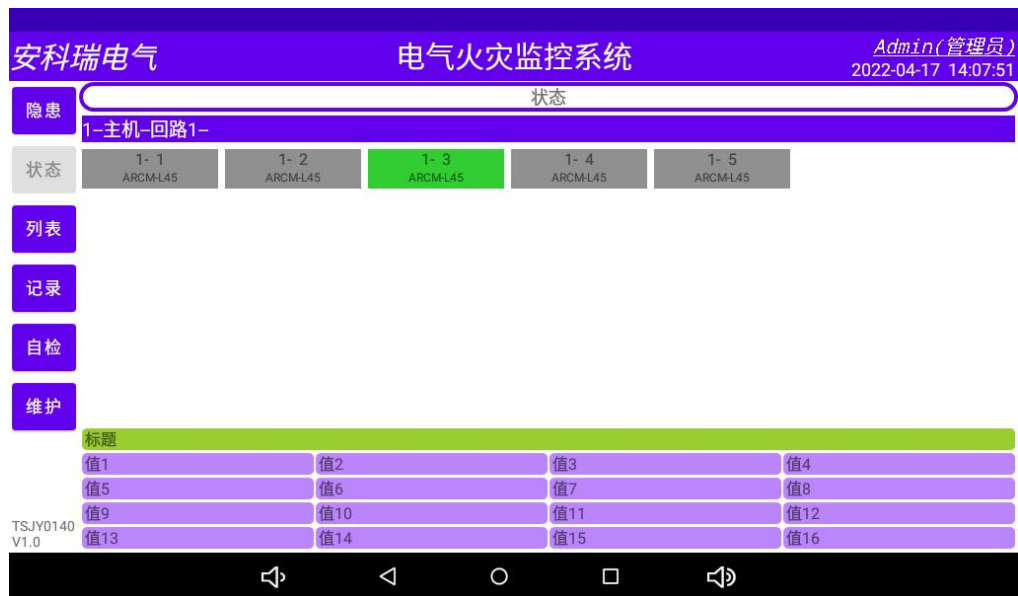 安科瑞电气
电气火灾监控系统
Admin(管理员)
2022-04-17 14:07:51
隐患
状态
列表
记录
自检
维护
TSJY0140
V1.0
状态
1-主机-回路1-
1- 1
ARCM-L45
1- 2
ARCM-L45
1- 3
ARCM-L45
1- 4
ARCM-L45
1- 5
ARCM-L45
标题
值1 值2 值3 值4
值5 值6 值7 值8
值9 值10 值11 值12
值13 值14 值15 值16